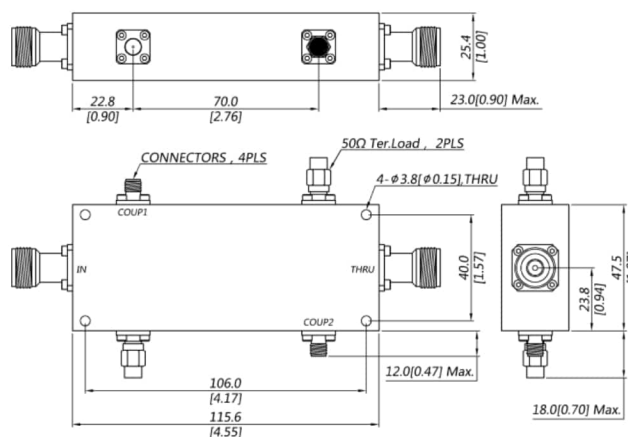 25.4
[1.00]
22.8
[0.90]
70.0
[2.76]
23.0[0.90] Max.
50Ω Ter.Load , 2PLS
CONNECTORS , 4PLS
4-ϕ3.8[ϕ0.15],THRU
COUP1
IN
THRU
40.0
[1.57]
47.5
23.8
[0.94]
COUP2
12.0[0.47] Max.
106.0
[4.17]
18.0[0.70] Max.
115.6
[4.55]